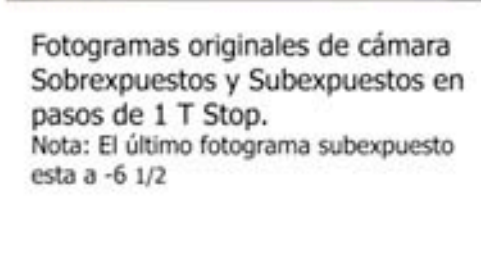 Fotogramas originales de cámara
Sobrexpuestos y Subexpuestos en
pasos de 1 T Stop.
Nota: El último fotograma subexpuesto
esta a -6 1/2